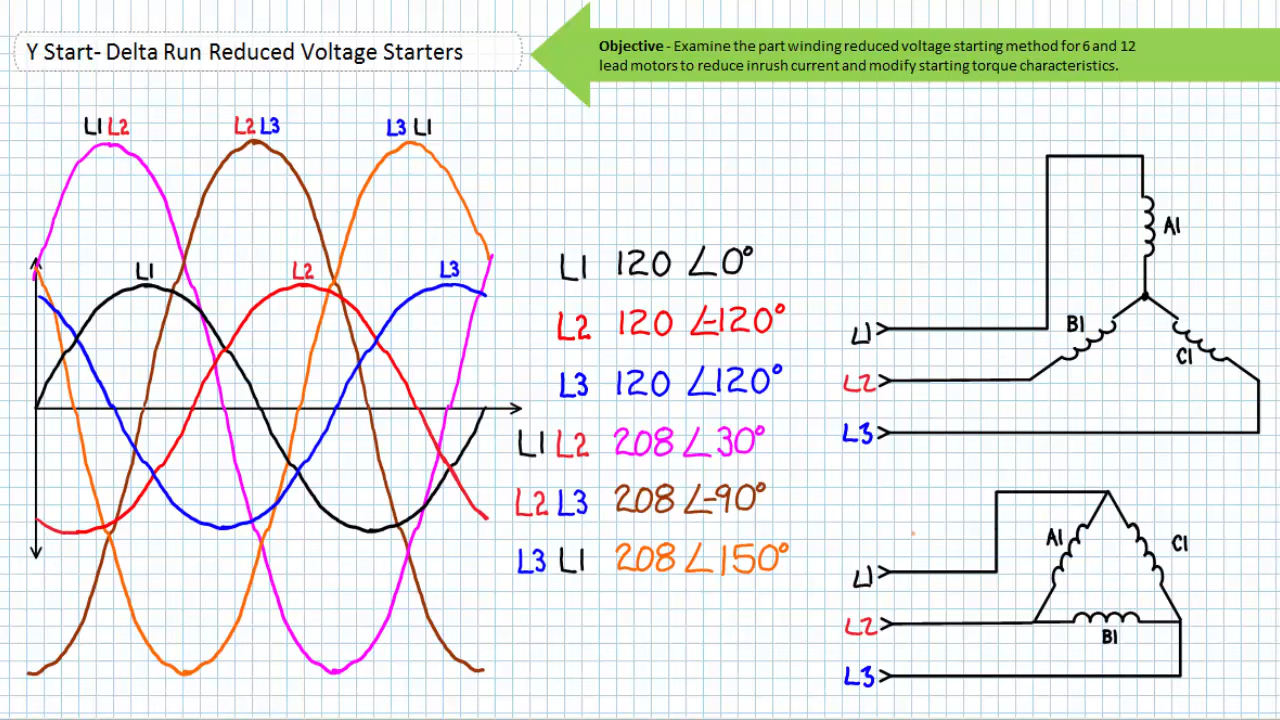 Y Start- Delta Run Reduced Voltage Starters
Objective - Examine the part winding reduced voltage starting method for 6 and 12
lead motors to reduce inrush current and modify starting torque characteristics.
L1 L2
L2 L3
L3 L1
L1
L2
L3
L1 120 ∠0°
L2 120 ∠-120°
L3 120 ∠120°
L1 L2 208 ∠30°
L2 L3 208 ∠-90°
L3 L1 208 ∠150°
A1
B1
C1
L1
L2
L3
A1
C1
B1
L1
L2
L3